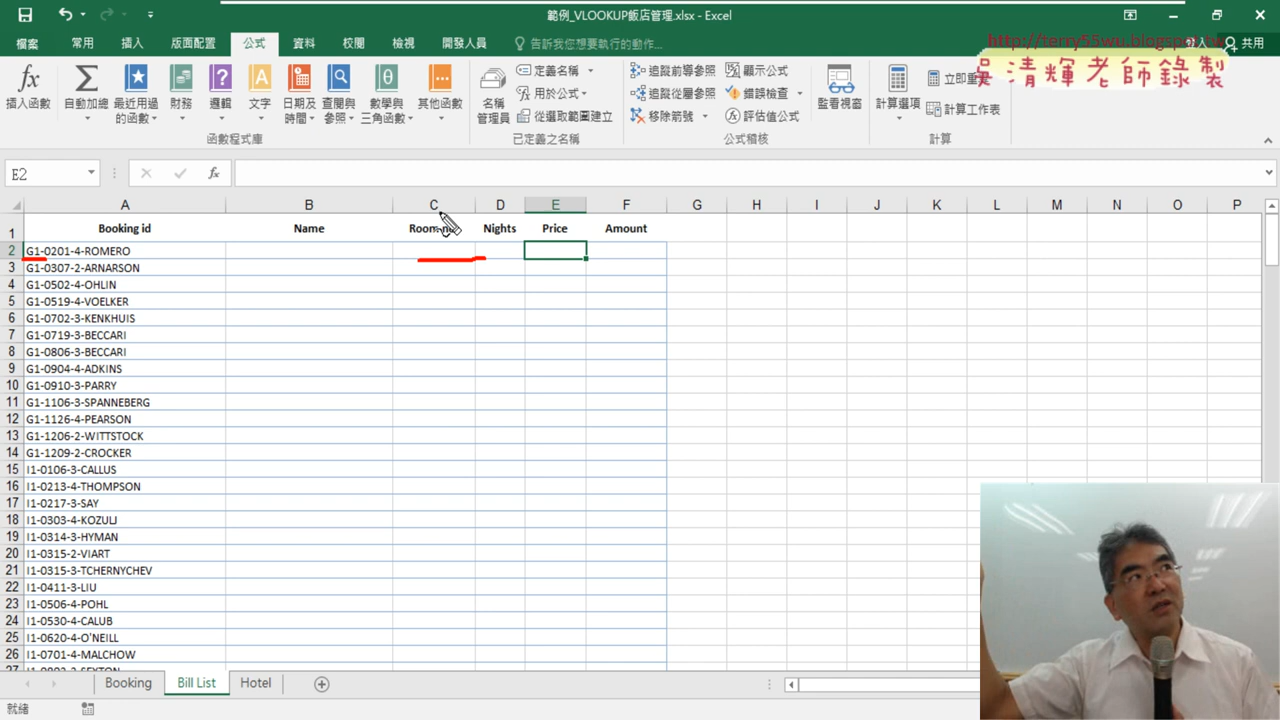 範例_VLOOKUP飯店管理.xlsx - Excel
檔案 常用 插入 版面配置 公式 資料 校閱 檢視 開發人員 告訴我您想要執行的動作... 登入 共用
http://terry55wu.blogspot.tw
吳清輝老師錄製
插入函數 自動加總 最近用過的函數 財務 邏輯 文字 日期及時間 查閱與參照 數學與三角函數 其他函數
函數程式庫
名稱管理員 定義名稱 用於公式 從選取範圍建立
已定義之名稱
追蹤前導參照 追蹤從屬參照 移除箭號 顯示公式 錯誤檢查 評估值公式
公式稽核
監看視窗 計算選項 立即重 計算工作表
計算
E2 fx
A B C D E F G H I J K L M N O P
1 Booking id Name Room Nights Price Amount
2 G1-0201-4-ROMERO
3 G1-0307-2-ARNARSON
4 G1-0502-4-OHLIN
5 G1-0519-4-VOELKER
6 G1-0702-3-KENKHUIS
7 G1-0719-3-BECCARI
8 G1-0806-3-BECCARI
9 G1-0904-4-ADKINS
10 G1-0910-3-PARRY
11 G1-1106-3-SPANNEBERG
12 G1-1126-4-PEARSON
13 G1-1206-2-WITTSTOCK
14 G1-1209-2-CROCKER
15 I1-0106-3-CALLUS
16 I1-0213-4-THOMPSON
17 I1-0217-3-SAY
18 I1-0303-4-KOZULJ
19 I1-0314-3-HYMAN
20 I1-0315-2-VIART
21 I1-0315-3-TCHERNYCHEV
22 I1-0411-3-LIU
23 I1-0506-4-POHL
24 I1-0530-4-CALUB
25 I1-0620-4-O'NEILL
26 I1-0701-4-MALCHOW
27
Booking Bill List Hotel
就緒